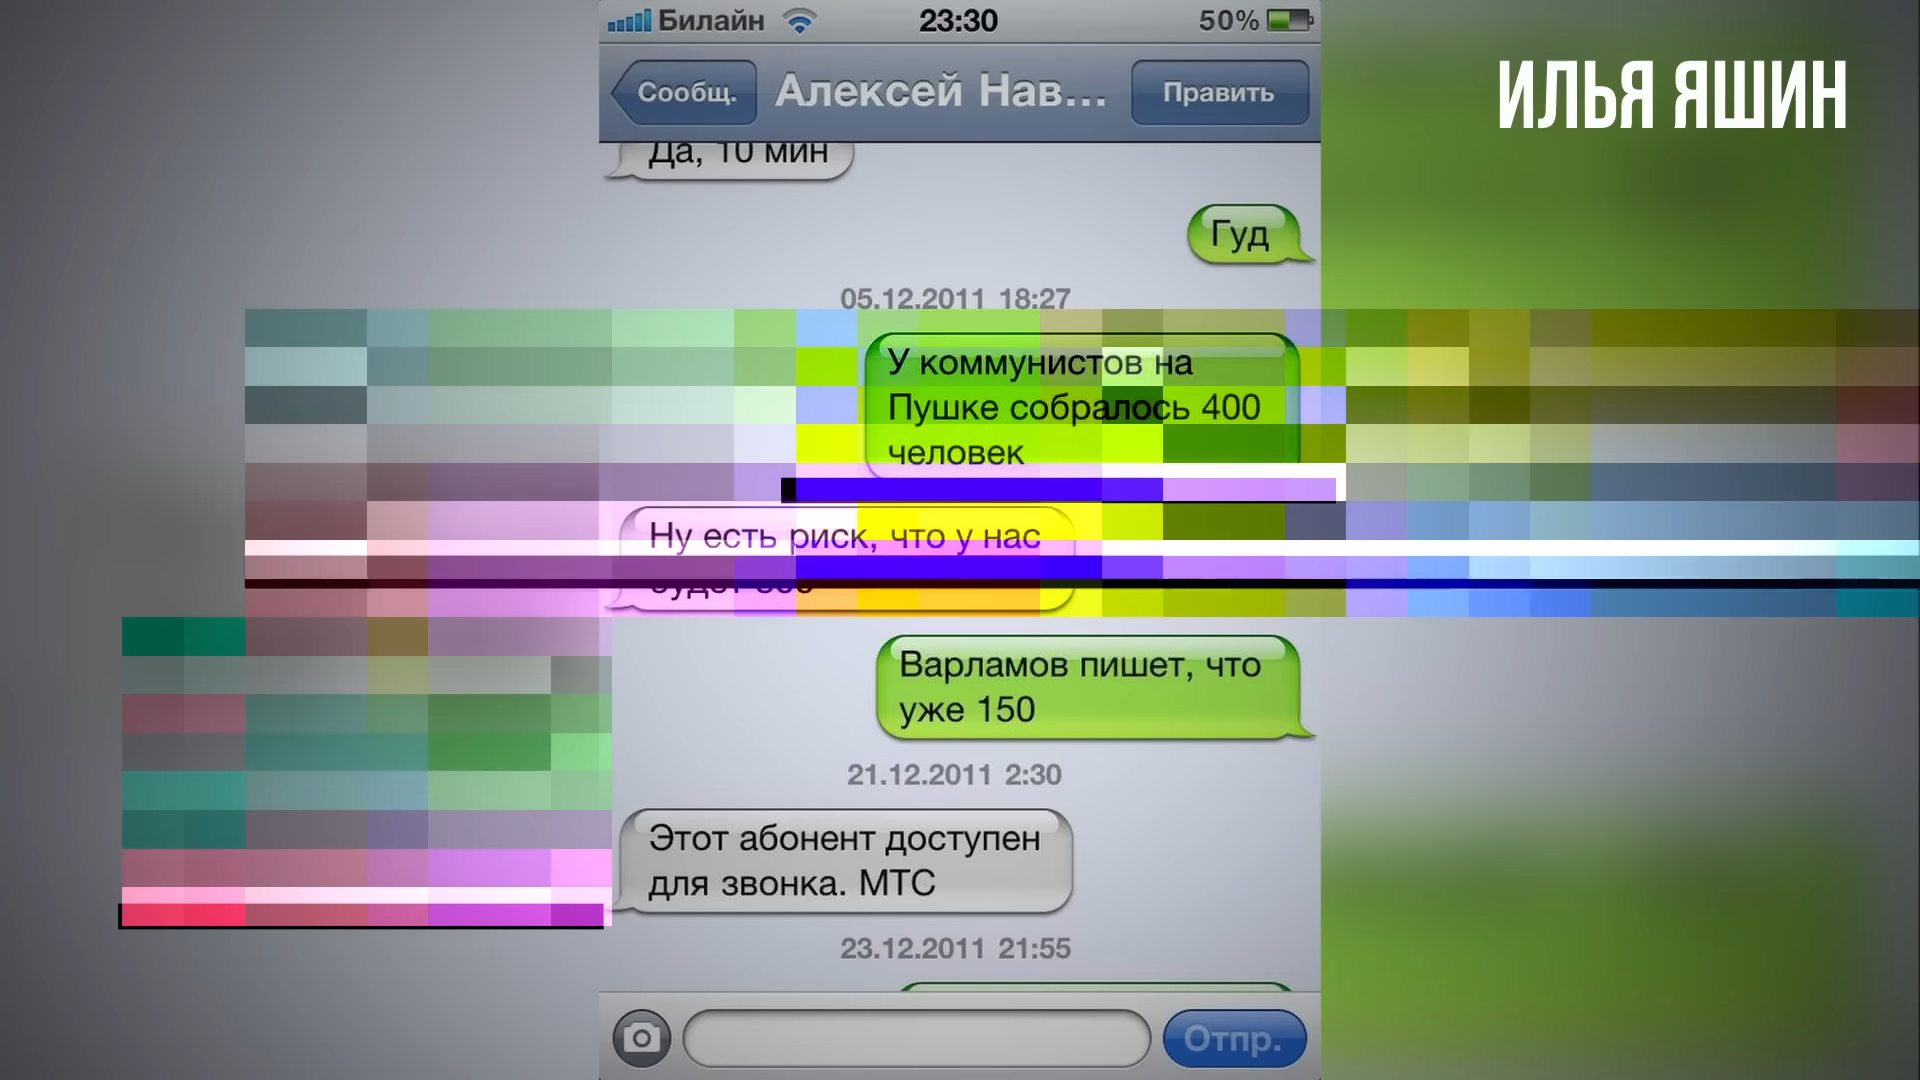 Билайн 23:30 50%
ИЛЬЯ ЯШИН
Сообщ. Алексей Нав... Править
Да, 10 мин
Гуд
05.12.2011 18:27
У коммунистов на
Пушке собралось 400
человек
Ну есть риск, что у нас
будет
Варламов пишет, что
уже 150
21.12.2011 2:30
Этот абонент доступен
для звонка. МТС
23.12.2011 21:55
Отпр.